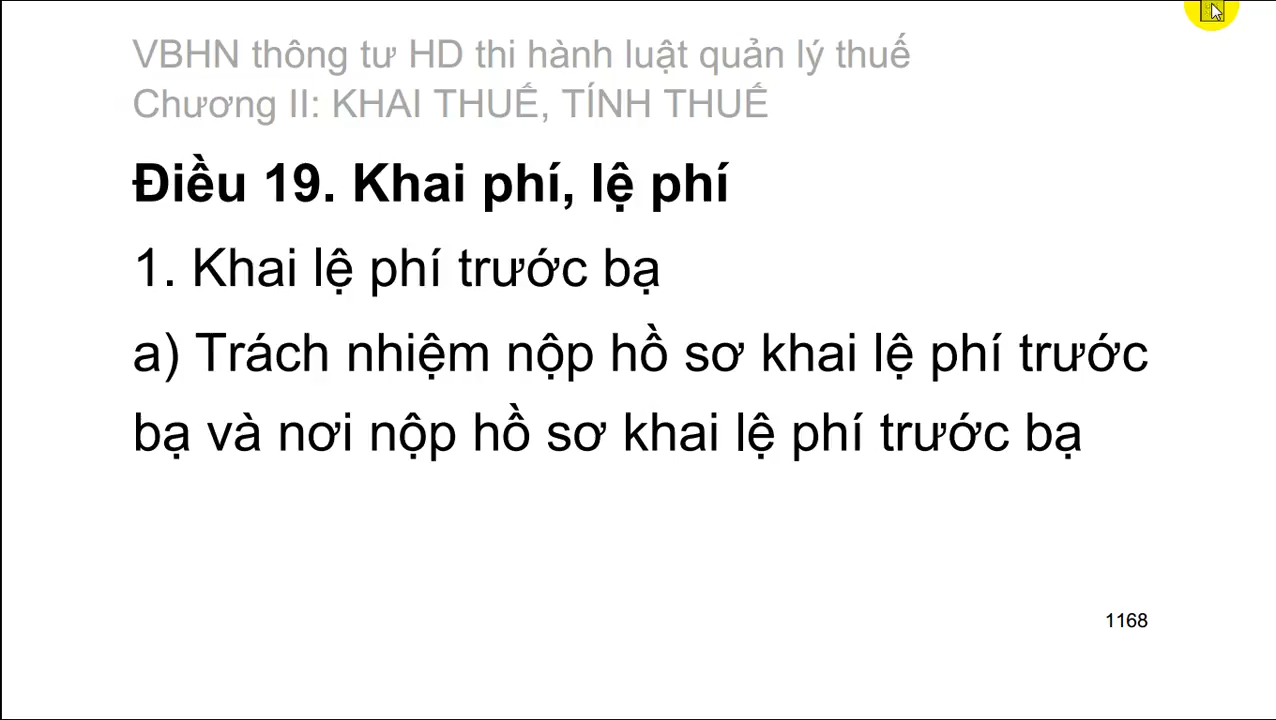 VBHN thông tư HD thi hành luật quản lý thuế
Chương II: KHAI THUẾ, TÍNH THUẾ
Điều 19. Khai phí, lệ phí
1. Khai lệ phí trước bạ
a) Trách nhiệm nộp hồ sơ khai lệ phí trước
bạ và nơi nộp hồ sơ khai lệ phí trước bạ
1168